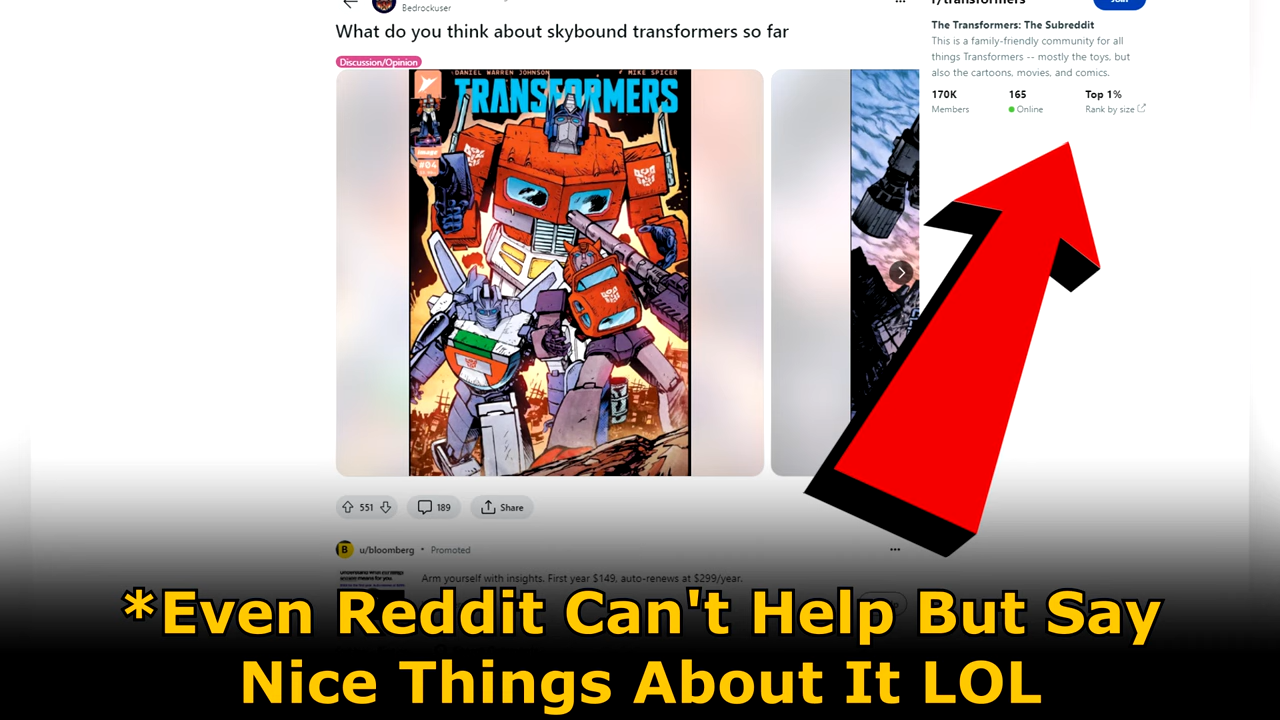 Bedrockuser
What do you think about skybound transformers so far
Discussion/Opinion
DANIEL WARREN JOHNSON MIKE SPICER
TRANSFORMERS
image
#04
551
189
Share
u/bloomberg • Promoted
Arm yourself with insights. First year $149, auto-renews at $299/year.
r/transformers
Join
The Transformers: The Subreddit
This is a family-friendly community for all
things Transformers -- mostly the toys, but
also the cartoons, movies, and comics.
170K 165 Top 1%
Members Online Rank by size
*Even Reddit Can't Help But Say
Nice Things About It LOL